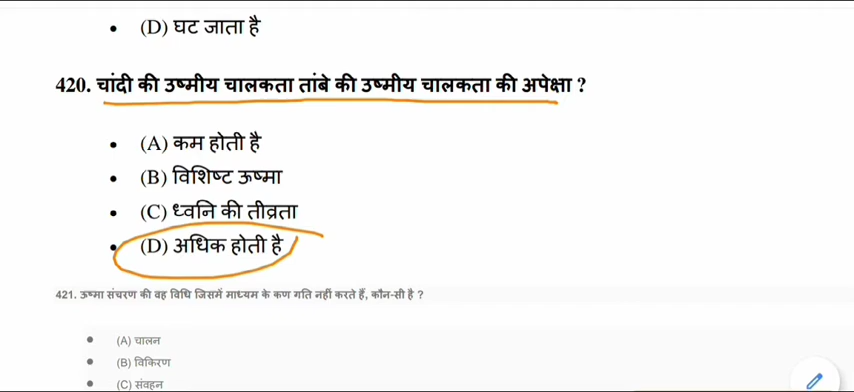 (D) घट जाता है
420. चांदी की उष्मीय चालकता तांबे की उष्मीय चालकता की अपेक्षा ?
(A) कम होती है
(B) विशिष्ट ऊष्मा
(C) ध्वनि की तीव्रता
(D) अधिक होती है
421. ऊष्मा संचरण की वह विधि जिसमें माध्यम के कण गति नहीं करते हैं, कौन-सी है ?
(A) चालन
(B) विकिरण
(C) संवहन